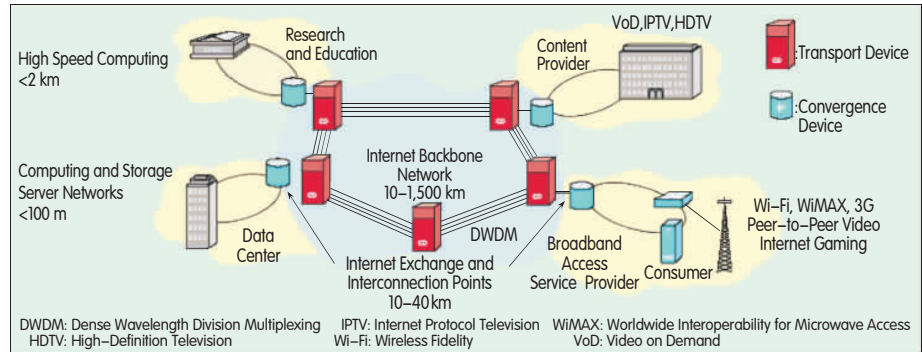 VoD,IPTV,HDTV
Research
and Education
High Speed Computing
<2 km
Content
Provider
:Transport Device
:Convergence
Device
Computing and Storage
Server Networks
<100 m
Internet Backbone
Network
10–1,500 km
Data
Center
DWDM
Wi–Fi, WiMAX, 3G
Peer–to–Peer Video
Internet Gaming
Broadband
Access
Service Provider
Consumer
Internet Exchange and
Interconnection Points
10–40 km
DWDM: Dense Wavelength Division Multiplexing IPTV: Internet Protocol Television WiMAX: Worldwide Interoperability for Microwave Access
HDTV: High–Definition Television Wi–Fi: Wireless Fidelity VoD: Video on Demand